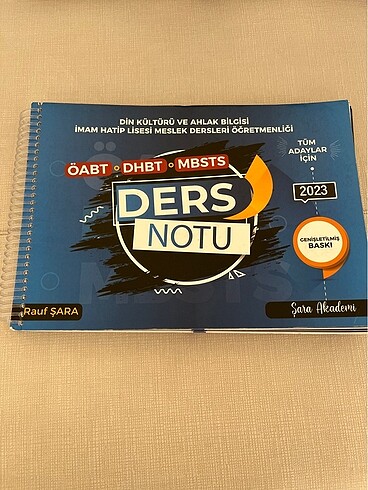 DİN KÜLTÜRÜ VE AHLAK BİLGİSİ
İMAM HATİP LİSESİ MESLEK DERSLERİ ÖĞRETMENLİĞİ
ÖABT • DHBT • MBSTS
TÜM
ADAYLAR
İÇİN
2023
DERS
NOTU
GENİŞLETİLMİŞ
BASKI
Rauf ŞARA
Şara Akademi